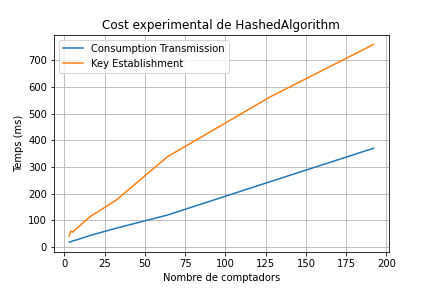 Cost experimental de HashedAlgorithm
Consumption Transmission
Key Establishment
Temps (ms)
700
600
500
400
300
200
100
0
0 25 50 75 100 125 150 175 200
Nombre de comptadors